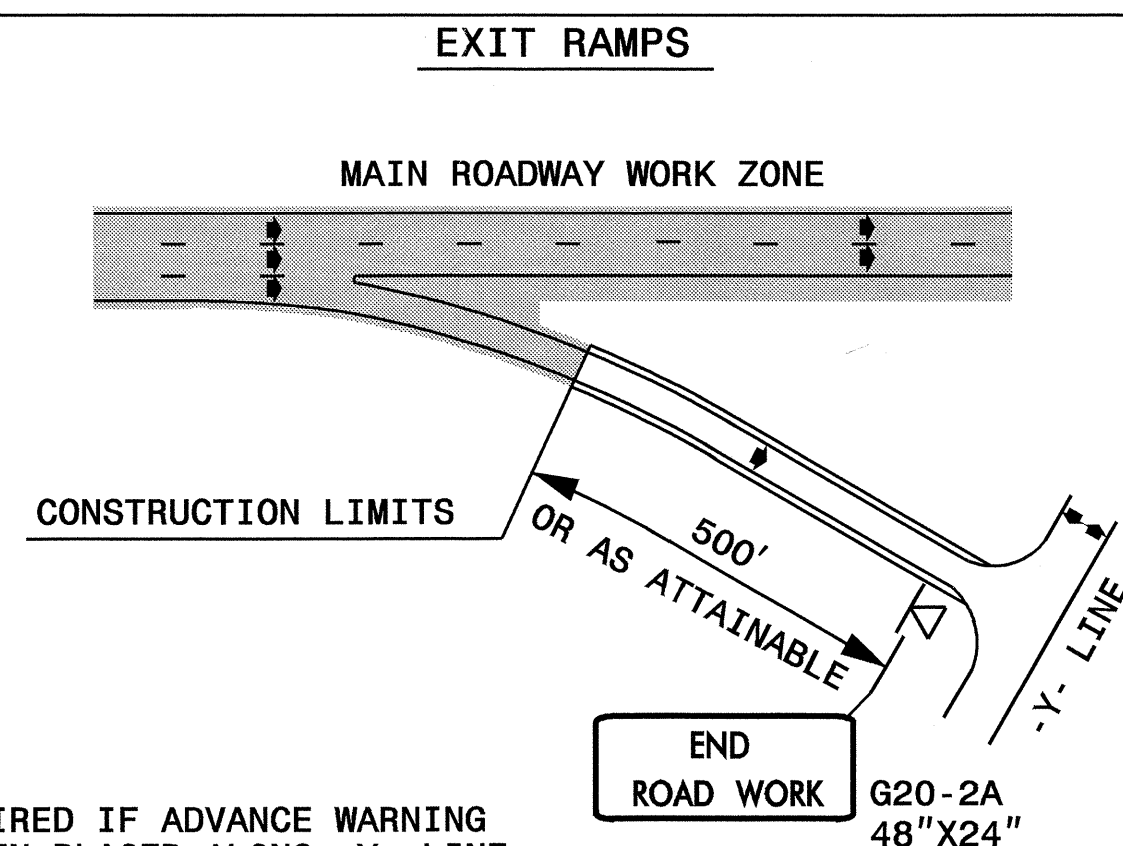 EXIT RAMPS
MAIN ROADWAY WORK ZONE
CONSTRUCTION LIMITS
500'
OR AS ATTAINABLE
-Y- LINE
END
ROAD WORK
G20-2A
48"X24"
IRED IF ADVANCE WARNING